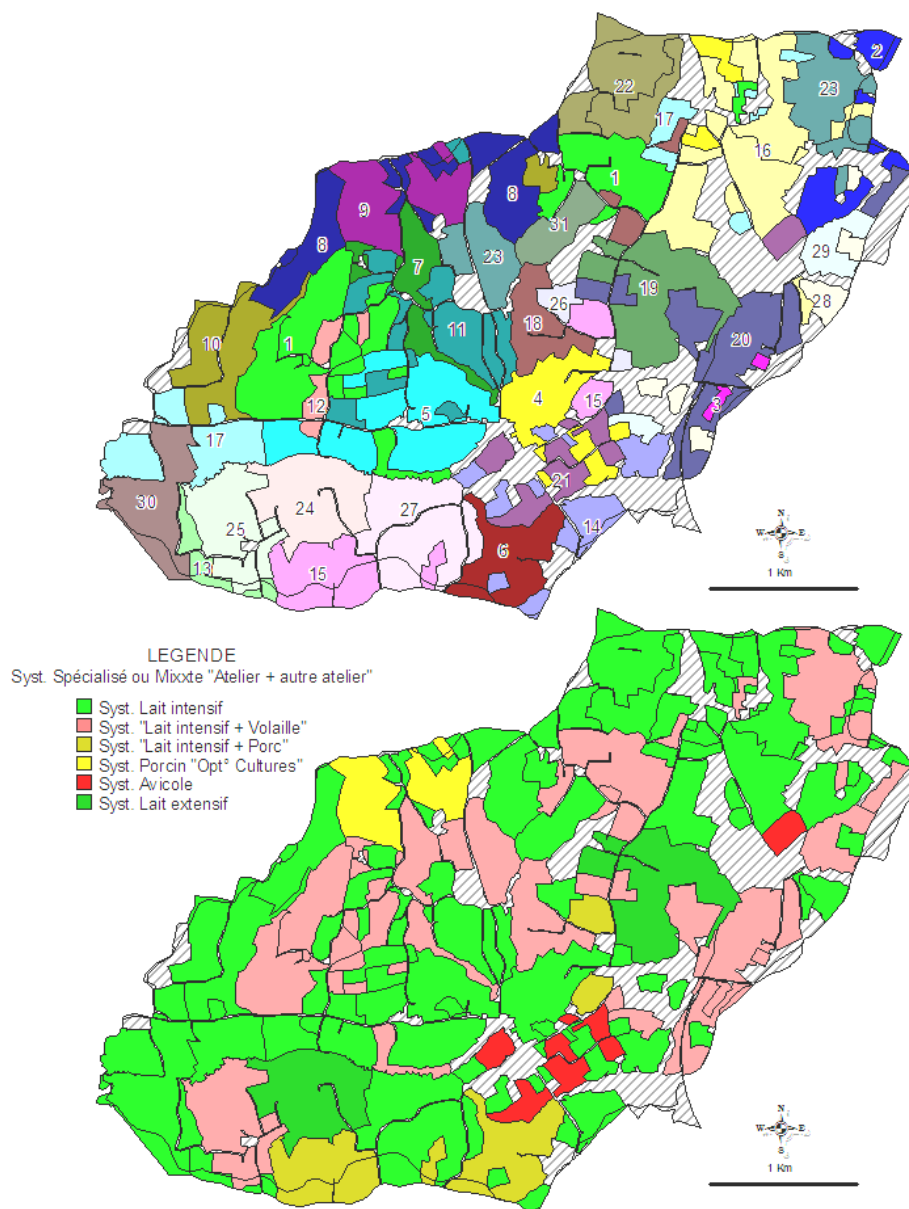 2
22
23
17
16
1
8
9
31
8
7
23
29
26
19
28
18
11
20
10
1
4
15
3
12
5
17
21
30
24
27
14
25
6
13
15
N
W E
S
1 Km
LEGENDE
Syst. Spécialisé ou Mixxte "Atelier + autre atelier"
Syst. Lait intensif
Syst. "Lait intensif + Volaille"
Syst. "Lait intensif + Porc"
Syst. Porcin "Opt° Cultures"
Syst. Avicole
Syst. Lait extensif
N
W E
S
1 Km